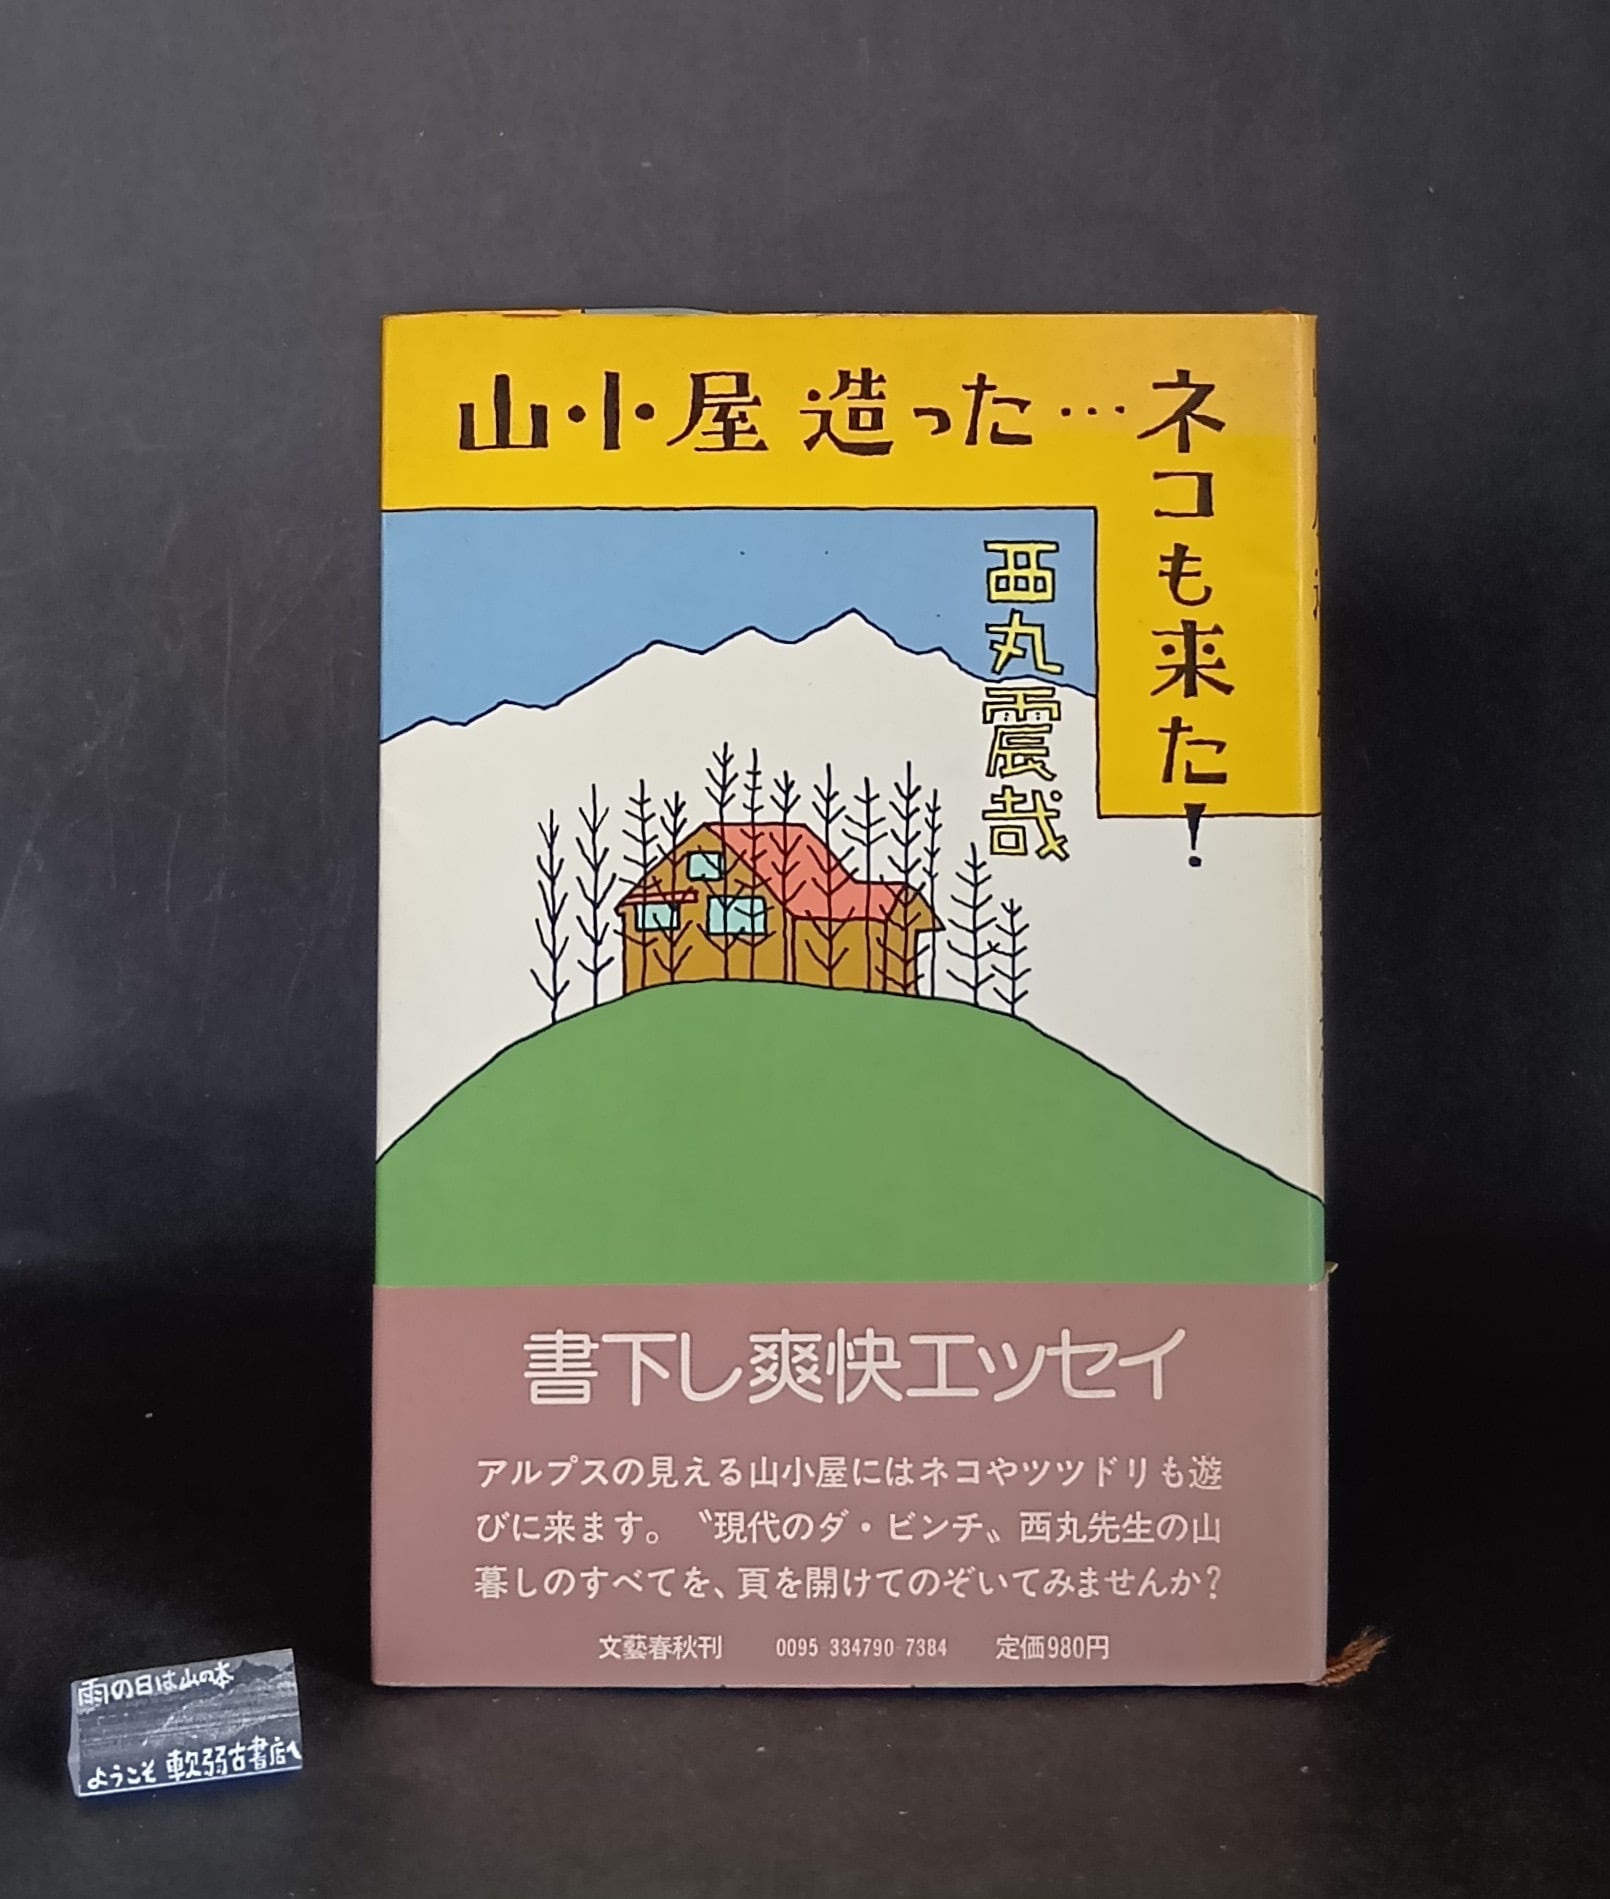 山小屋造った…ネコも来た!
西丸震哉
書下し爽快エッセイ
アルプスの見える山小屋にはネコやツツドリも遊
びに来ます。〝現代のダ・ビンチ〟西丸先生の山
暮しのすべてを、頁を開けてのぞいてみませんか?
文藝春秋刊 0095-334790-7384 定価980円
雨の日は山の本
ようこそ 軟弱古書店へ